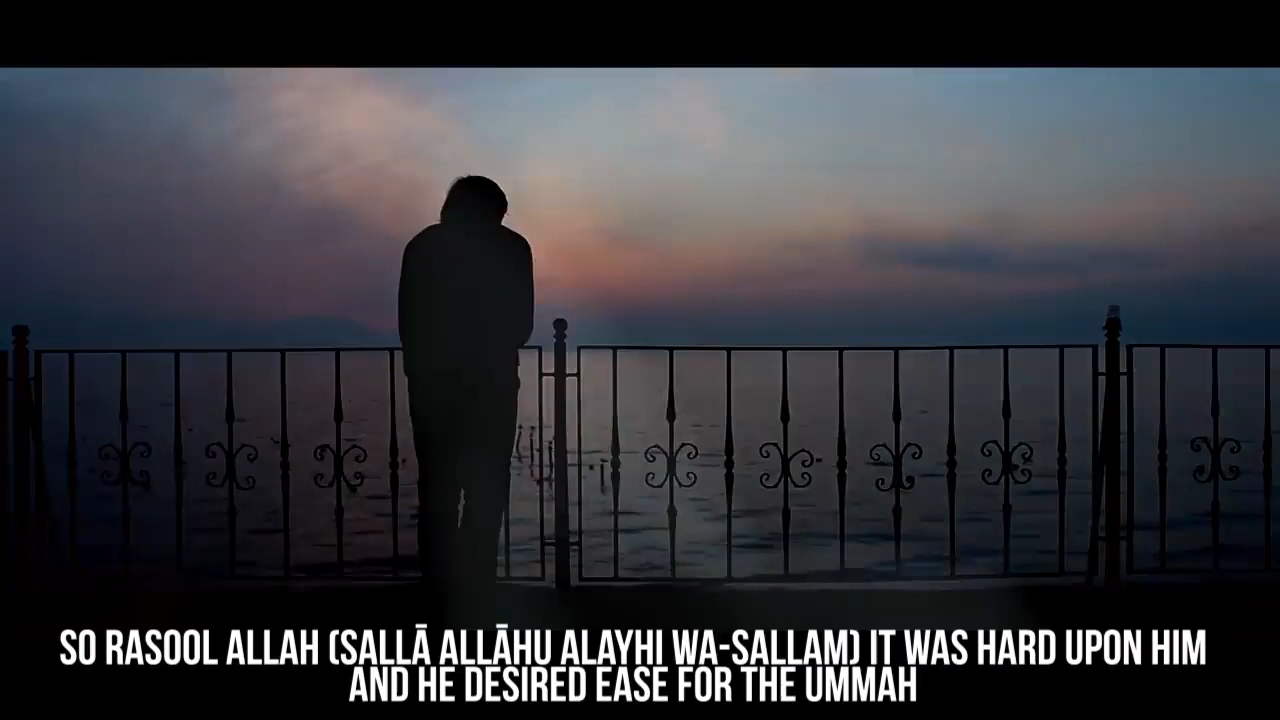 SO RASOOL ALLAH (SALLĀ ALLĀHU ALAYHI WA-SALLAM) IT WAS HARD UPON HIM
AND HE DESIRED EASE FOR THE UMMAH